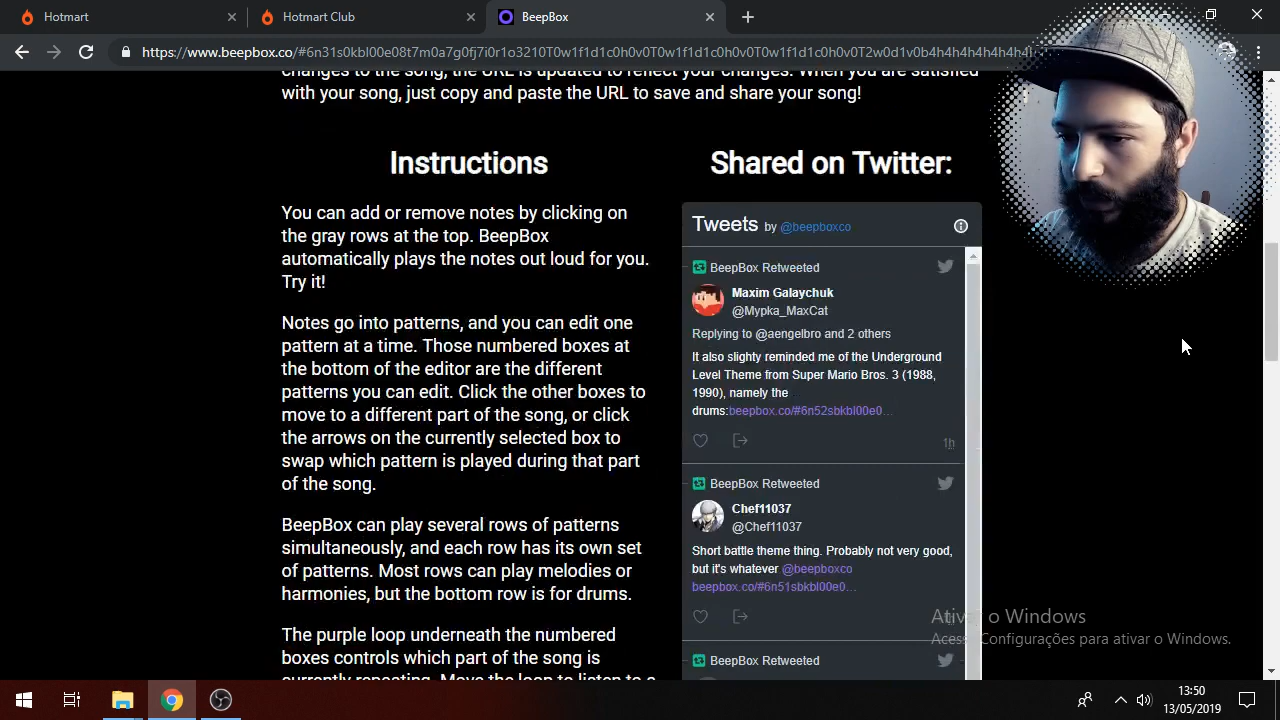 Hotmart
Hotmart Club
BeepBox
https://www.beepbox.co/#6n31s0kbl00e08t7m0a7g0fj7i0r1o3210T0w1f1d1c0h0v0T0w1f1d1c0h0v0T0w1f1d1c0h0v0T2w0d1v0b4h4h4h4h4h4h4
changes to the song, the URL is updated to reflect your changes. When you are satisfied
with your song, just copy and paste the URL to save and share your song!
Instructions
You can add or remove notes by clicking on
the gray rows at the top. BeepBox
automatically plays the notes out loud for you.
Try it!
Notes go into patterns, and you can edit one
pattern at a time. Those numbered boxes at
the bottom of the editor are the different
patterns you can edit. Click the other boxes to
move to a different part of the song, or click
the arrows on the currently selected box to
swap which pattern is played during that part
of the song.
BeepBox can play several rows of patterns
simultaneously, and each row has its own set
of patterns. Most rows can play melodies or
harmonies, but the bottom row is for drums.
The purple loop underneath the numbered
boxes controls which part of the song is
currently repeating. Move the loop to listen to a
Shared on Twitter:
Tweets by @beepboxco
BeepBox Retweeted
Maxim Galaychuk
@Mypka_MaxCat
Replying to @aengelbro and 2 others
It also slighty reminded me of the Underground
Level Theme from Super Mario Bros. 3 (1988,
1990), namely the
drums:beepbox.co/#6n52sbkbl00e0…
1h
BeepBox Retweeted
Chef11037
@Chef11037
Short battle theme thing. Probably not very good,
but it's whatever @beepboxco
beepbox.co/#6n51sbkbl00e0…
BeepBox Retweeted
Ativar o Windows
Acesse Configurações para ativar o Windows.
13:50
13/05/2019